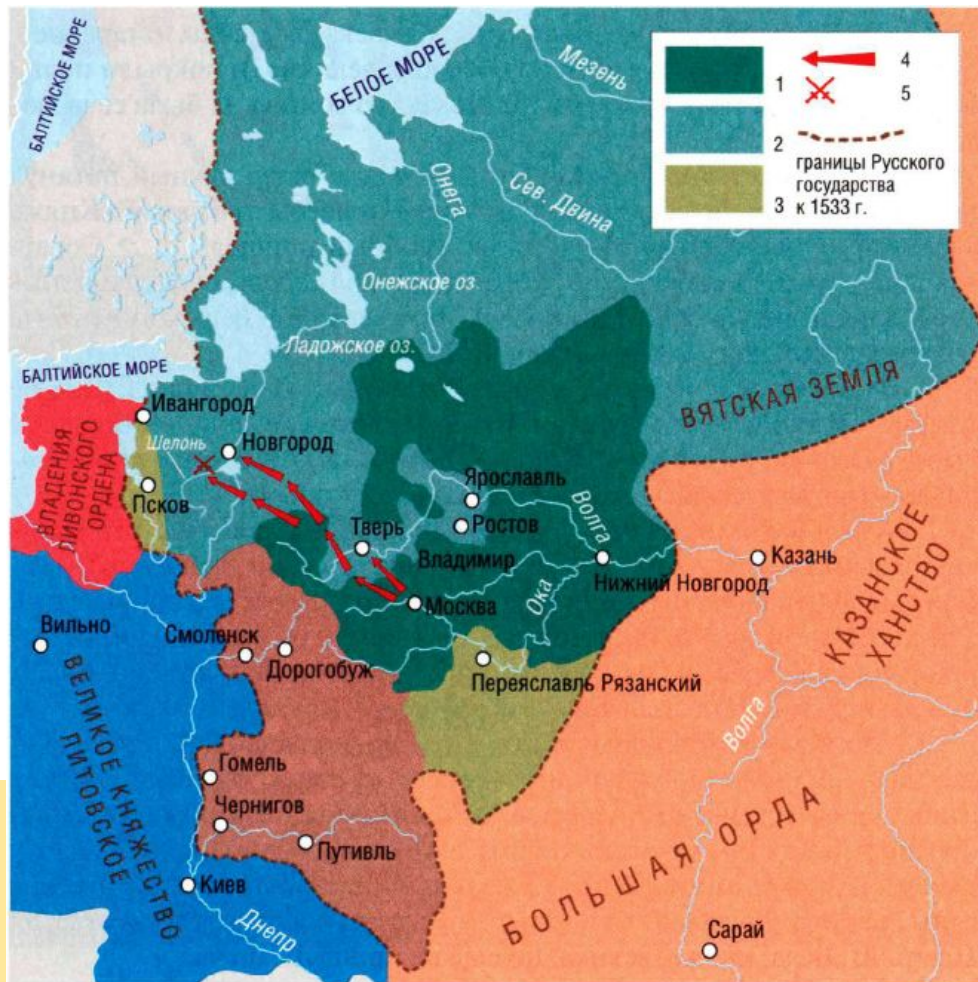 БАЛТИЙСКОЕ МОРЕ
БЕЛОЕ МОРЕ
Мезень
Онега
Сев. Двина
1
2
3
4
5
границы Русского
государства
к 1533 г.
Онежское оз.
Ладожское оз.
БАЛТИЙСКОЕ МОРЕ
Ивангород
ВЯТСКАЯ ЗЕМЛЯ
Шелонь
Новгород
ВЛАДЕНИЯ
ЛИВОНСКОГО
ОРДЕНА
Псков
Ярославль
Ростов
Волга
Тверь
Владимир
Казань
Нижний Новгород
Москва
Ока
КАЗАНСКОЕ
ХАНСТВО
Вильно
Смоленск
Дорогобуж
Переяславль Рязанский
ВЕЛИКОЕ КНЯЖЕСТВО
ЛИТОВСКОЕ
Волга
Гомель
Чернигов
Путивль
БОЛЬШАЯ ОРДА
Киев
Днепр
Сарай